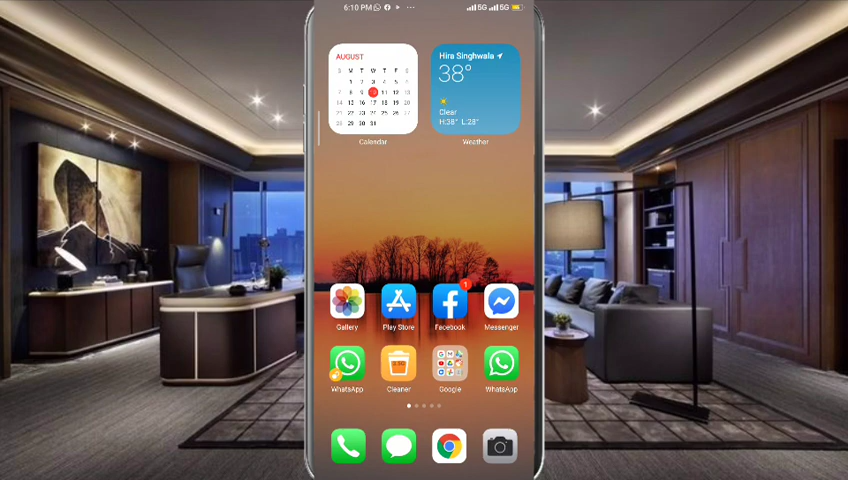 6:10 PM
5G 5G
AUGUST
S M T W T F S
1 2 3 4 5 6
7 8 9 10 11 12 13
14 15 16 17 18 19 20
21 22 23 24 25 26 27
28 29 30 31
Calendar
Hira Singhwala
38°
Clear
H:38° L:28°
Weather
1
Gallery
Play Store
Facebook
Messenger
WhatsApp
Cleaner
Google
WhatsApp